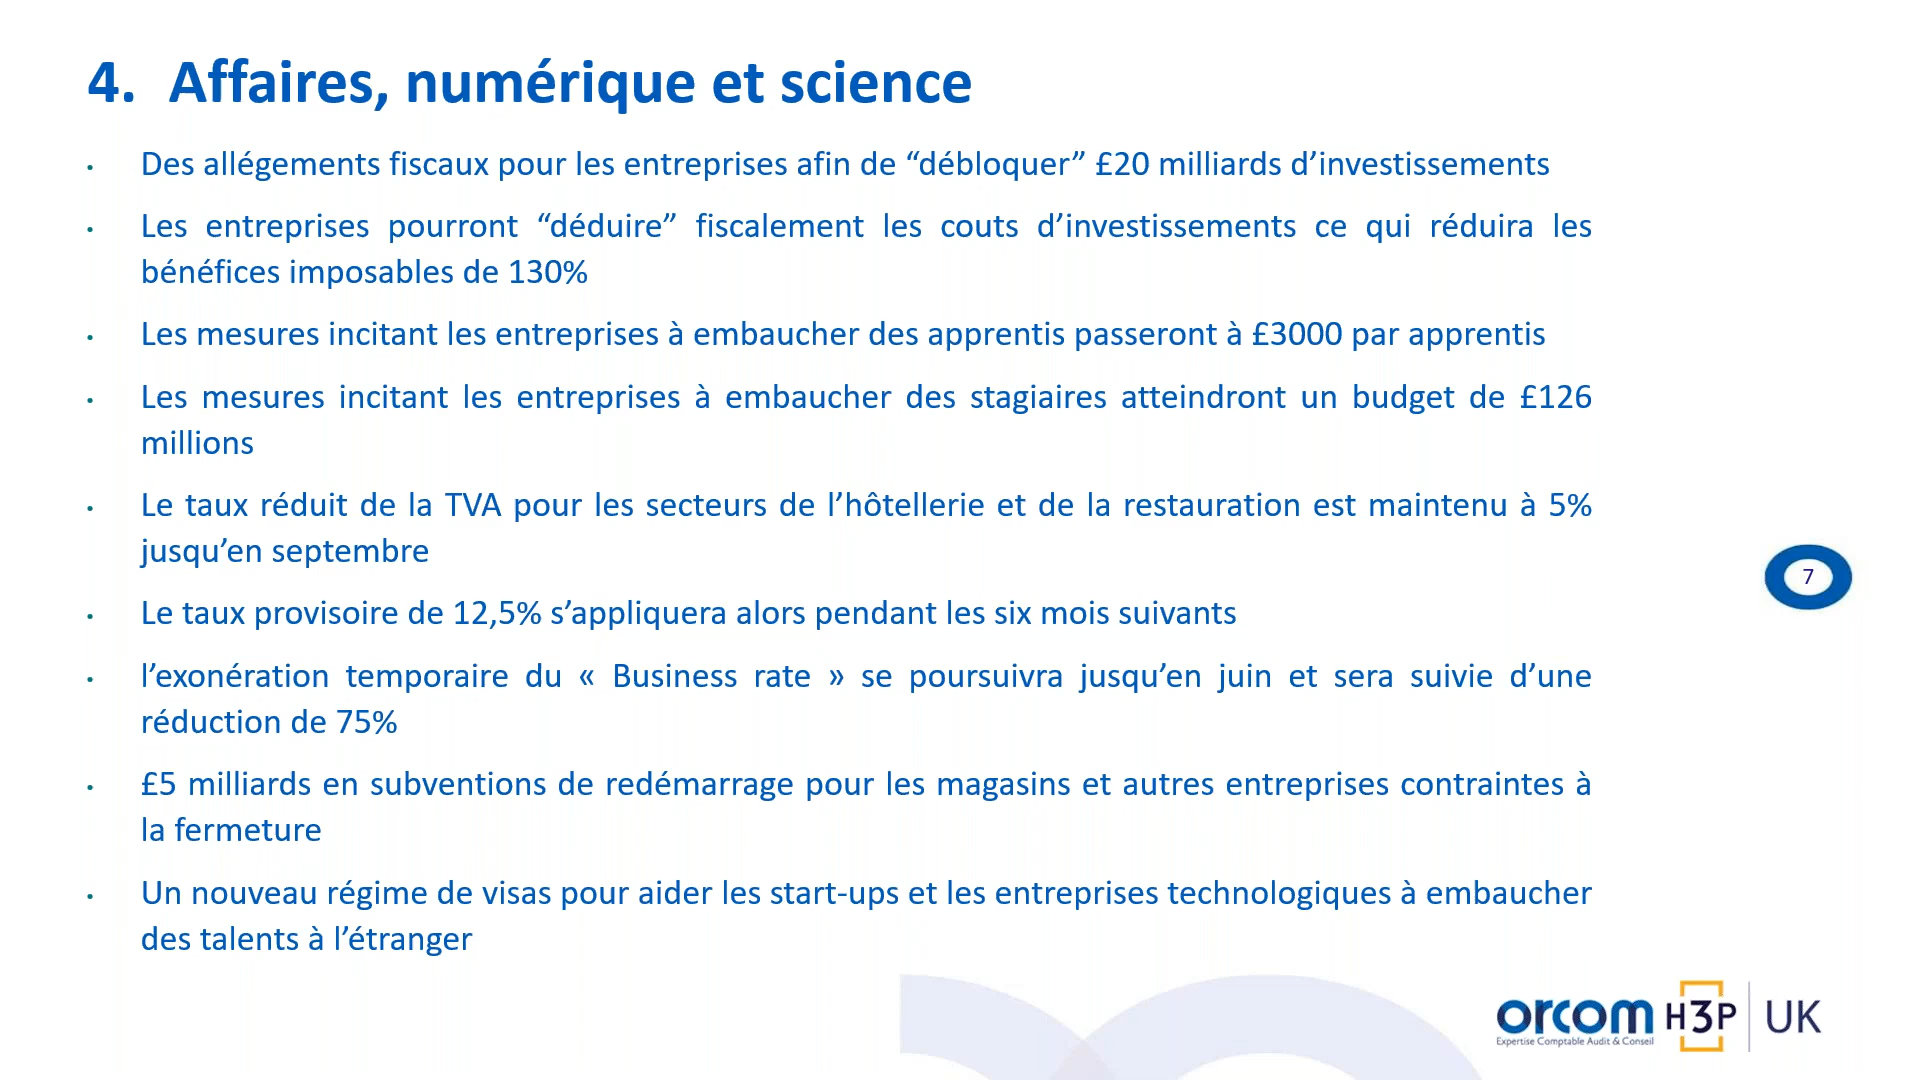 4. Affaires, numérique et science
• Des allégements fiscaux pour les entreprises afin de “débloquer” £20 milliards d’investissements
• Les entreprises pourront “déduire” fiscalement les couts d’investissements ce qui réduira les
bénéfices imposables de 130%
• Les mesures incitant les entreprises à embaucher des apprentis passeront à £3000 par apprentis
• Les mesures incitant les entreprises à embaucher des stagiaires atteindront un budget de £126
millions
• Le taux réduit de la TVA pour les secteurs de l’hôtellerie et de la restauration est maintenu à 5%
jusqu’en septembre
• Le taux provisoire de 12,5% s’appliquera alors pendant les six mois suivants
• l’exonération temporaire du « Business rate » se poursuivra jusqu’en juin et sera suivie d’une
réduction de 75%
• £5 milliards en subventions de redémarrage pour les magasins et autres entreprises contraintes à
la fermeture
• Un nouveau régime de visas pour aider les start-ups et les entreprises technologiques à embaucher
des talents à l’étranger
7
orcom H3P UK
Expertise Comptable Audit & Conseil